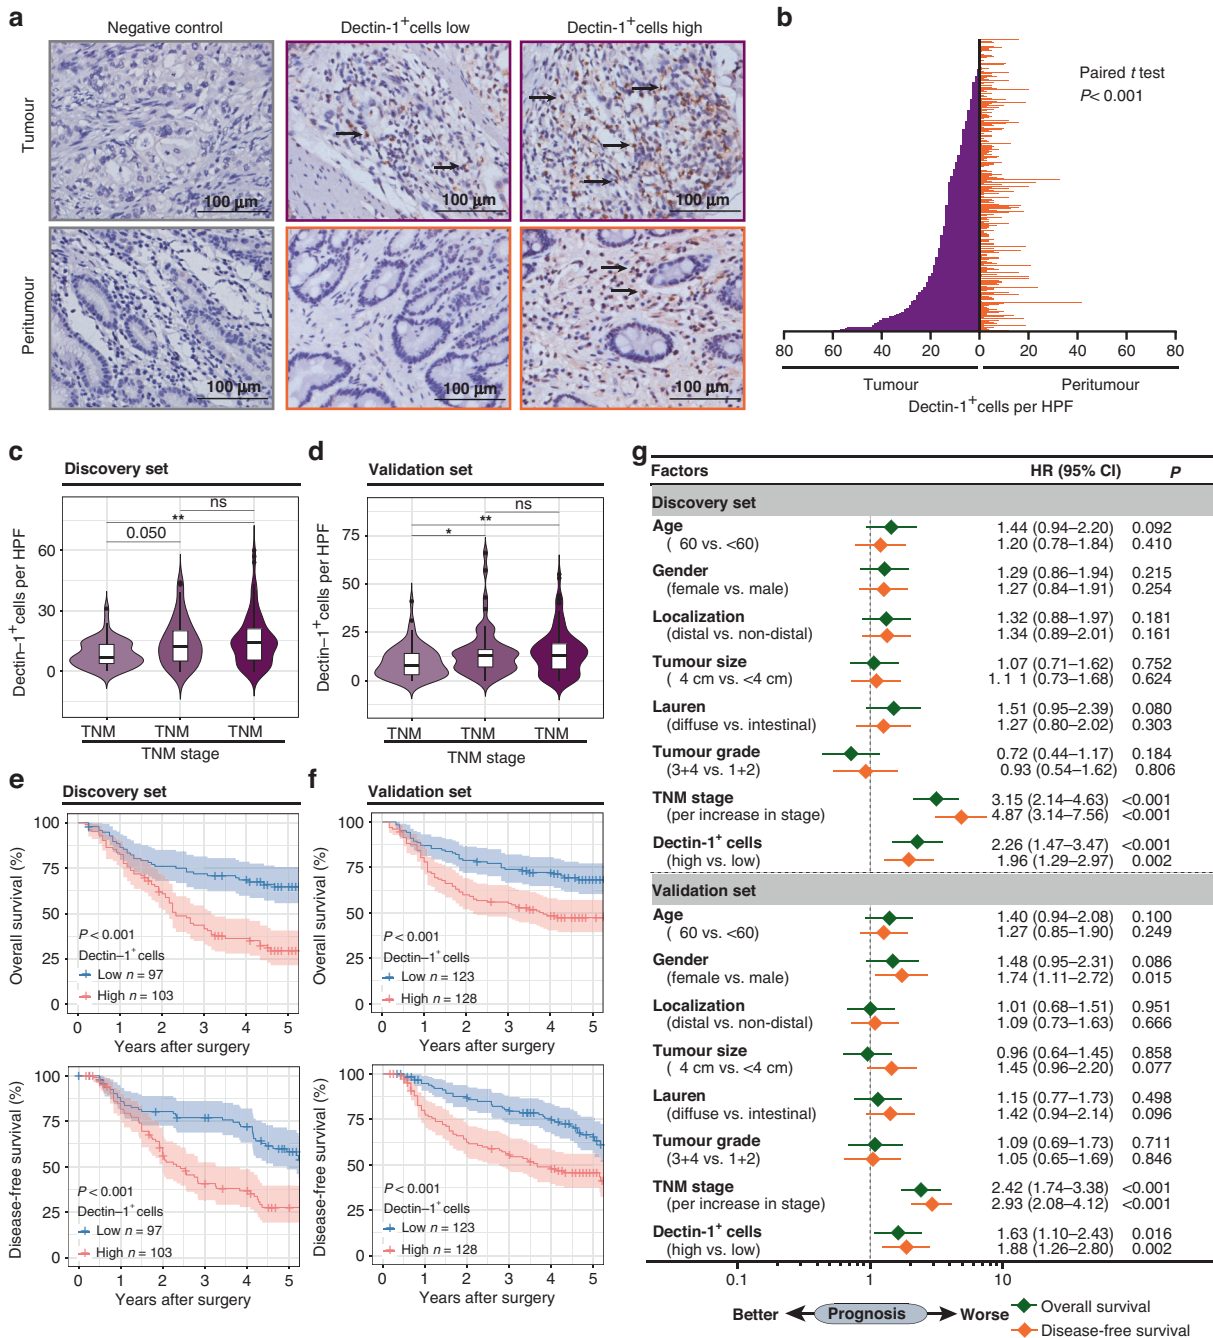 a
Negative control
Dectin-1+cells low
Dectin-1+cells high
Tumour
100 µm
100 µm
100 µm
Peritumour
100 µm
100 µm
100 µm
b
Paired t test
P< 0.001
80 60 40 20 0 20 40 60 80
Tumour
Peritumour
Dectin-1+cells per HPF
c
Discovery set
Dectin–1+cells per HPF
ns
**
0.050
60
30
0
TNM TNM TNM
TNM stage
d
Validation set
Dectin–1+cells per HPF
ns
**
*
75
50
25
0
TNM TNM TNM
TNM stage
e
Discovery set
Overall survival (%)
100
75
50
25
0
P < 0.001
Dectin–1+ cells
Low n = 97
High n = 103
0 1 2 3 4 5
Years after surgery
Disease-free survival (%)
100
75
50
25
0
P < 0.001
Dectin–1+ cells
Low n = 97
High n = 103
0 1 2 3 4 5
Years after surgery
f
Validation set
Overall survival (%)
100
75
50
25
0
P < 0.001
Dectin–1+ cells
Low n = 123
High n = 128
0 1 2 3 4 5
Years after surgery
Disease-free survival (%)
100
75
50
25
0
P < 0.001
Dectin–1+ cells
Low n = 123
High n = 128
0 1 2 3 4 5
Years after surgery
g
Factors HR (95% CI) P
Discovery set
Age 1.44 (0.94–2.20) 0.092
( 60 vs. <60) 1.20 (0.78–1.84) 0.410
Gender 1.29 (0.86–1.94) 0.215
(female vs. male) 1.27 (0.84–1.91) 0.254
Localization 1.32 (0.88–1.97) 0.181
(distal vs. non-distal) 1.34 (0.89–2.01) 0.161
Tumour size 1.07 (0.71–1.62) 0.752
( 4 cm vs. <4 cm) 1.1 1 (0.73–1.68) 0.624
Lauren 1.51 (0.95–2.39) 0.080
(diffuse vs. intestinal) 1.27 (0.80–2.02) 0.303
Tumour grade 0.72 (0.44–1.17) 0.184
(3+4 vs. 1+2) 0.93 (0.54–1.62) 0.806
TNM stage 3.15 (2.14–4.63) <0.001
(per increase in stage) 4.87 (3.14–7.56) <0.001
Dectin-1+ cells 2.26 (1.47–3.47) <0.001
(high vs. low) 1.96 (1.29–2.97) 0.002
Validation set
Age 1.40 (0.94–2.08) 0.100
( 60 vs. <60) 1.27 (0.85–1.90) 0.249
Gender 1.48 (0.95–2.31) 0.086
(female vs. male) 1.74 (1.11–2.72) 0.015
Localization 1.01 (0.68–1.51) 0.951
(distal vs. non-distal) 1.09 (0.73–1.63) 0.666
Tumour size 0.96 (0.64–1.45) 0.858
( 4 cm vs. <4 cm) 1.45 (0.96–2.20) 0.077
Lauren 1.15 (0.77–1.73) 0.498
(diffuse vs. intestinal) 1.42 (0.94–2.14) 0.096
Tumour grade 1.09 (0.69–1.73) 0.711
(3+4 vs. 1+2) 1.05 (0.65–1.69) 0.846
TNM stage 2.42 (1.74–3.38) <0.001
(per increase in stage) 2.93 (2.08–4.12) <0.001
Dectin-1+ cells 1.63 (1.10–2.43) 0.016
(high vs. low) 1.88 (1.26–2.80) 0.002
0.1 1 10
Better Prognosis Worse
Overall survival
Disease-free survival